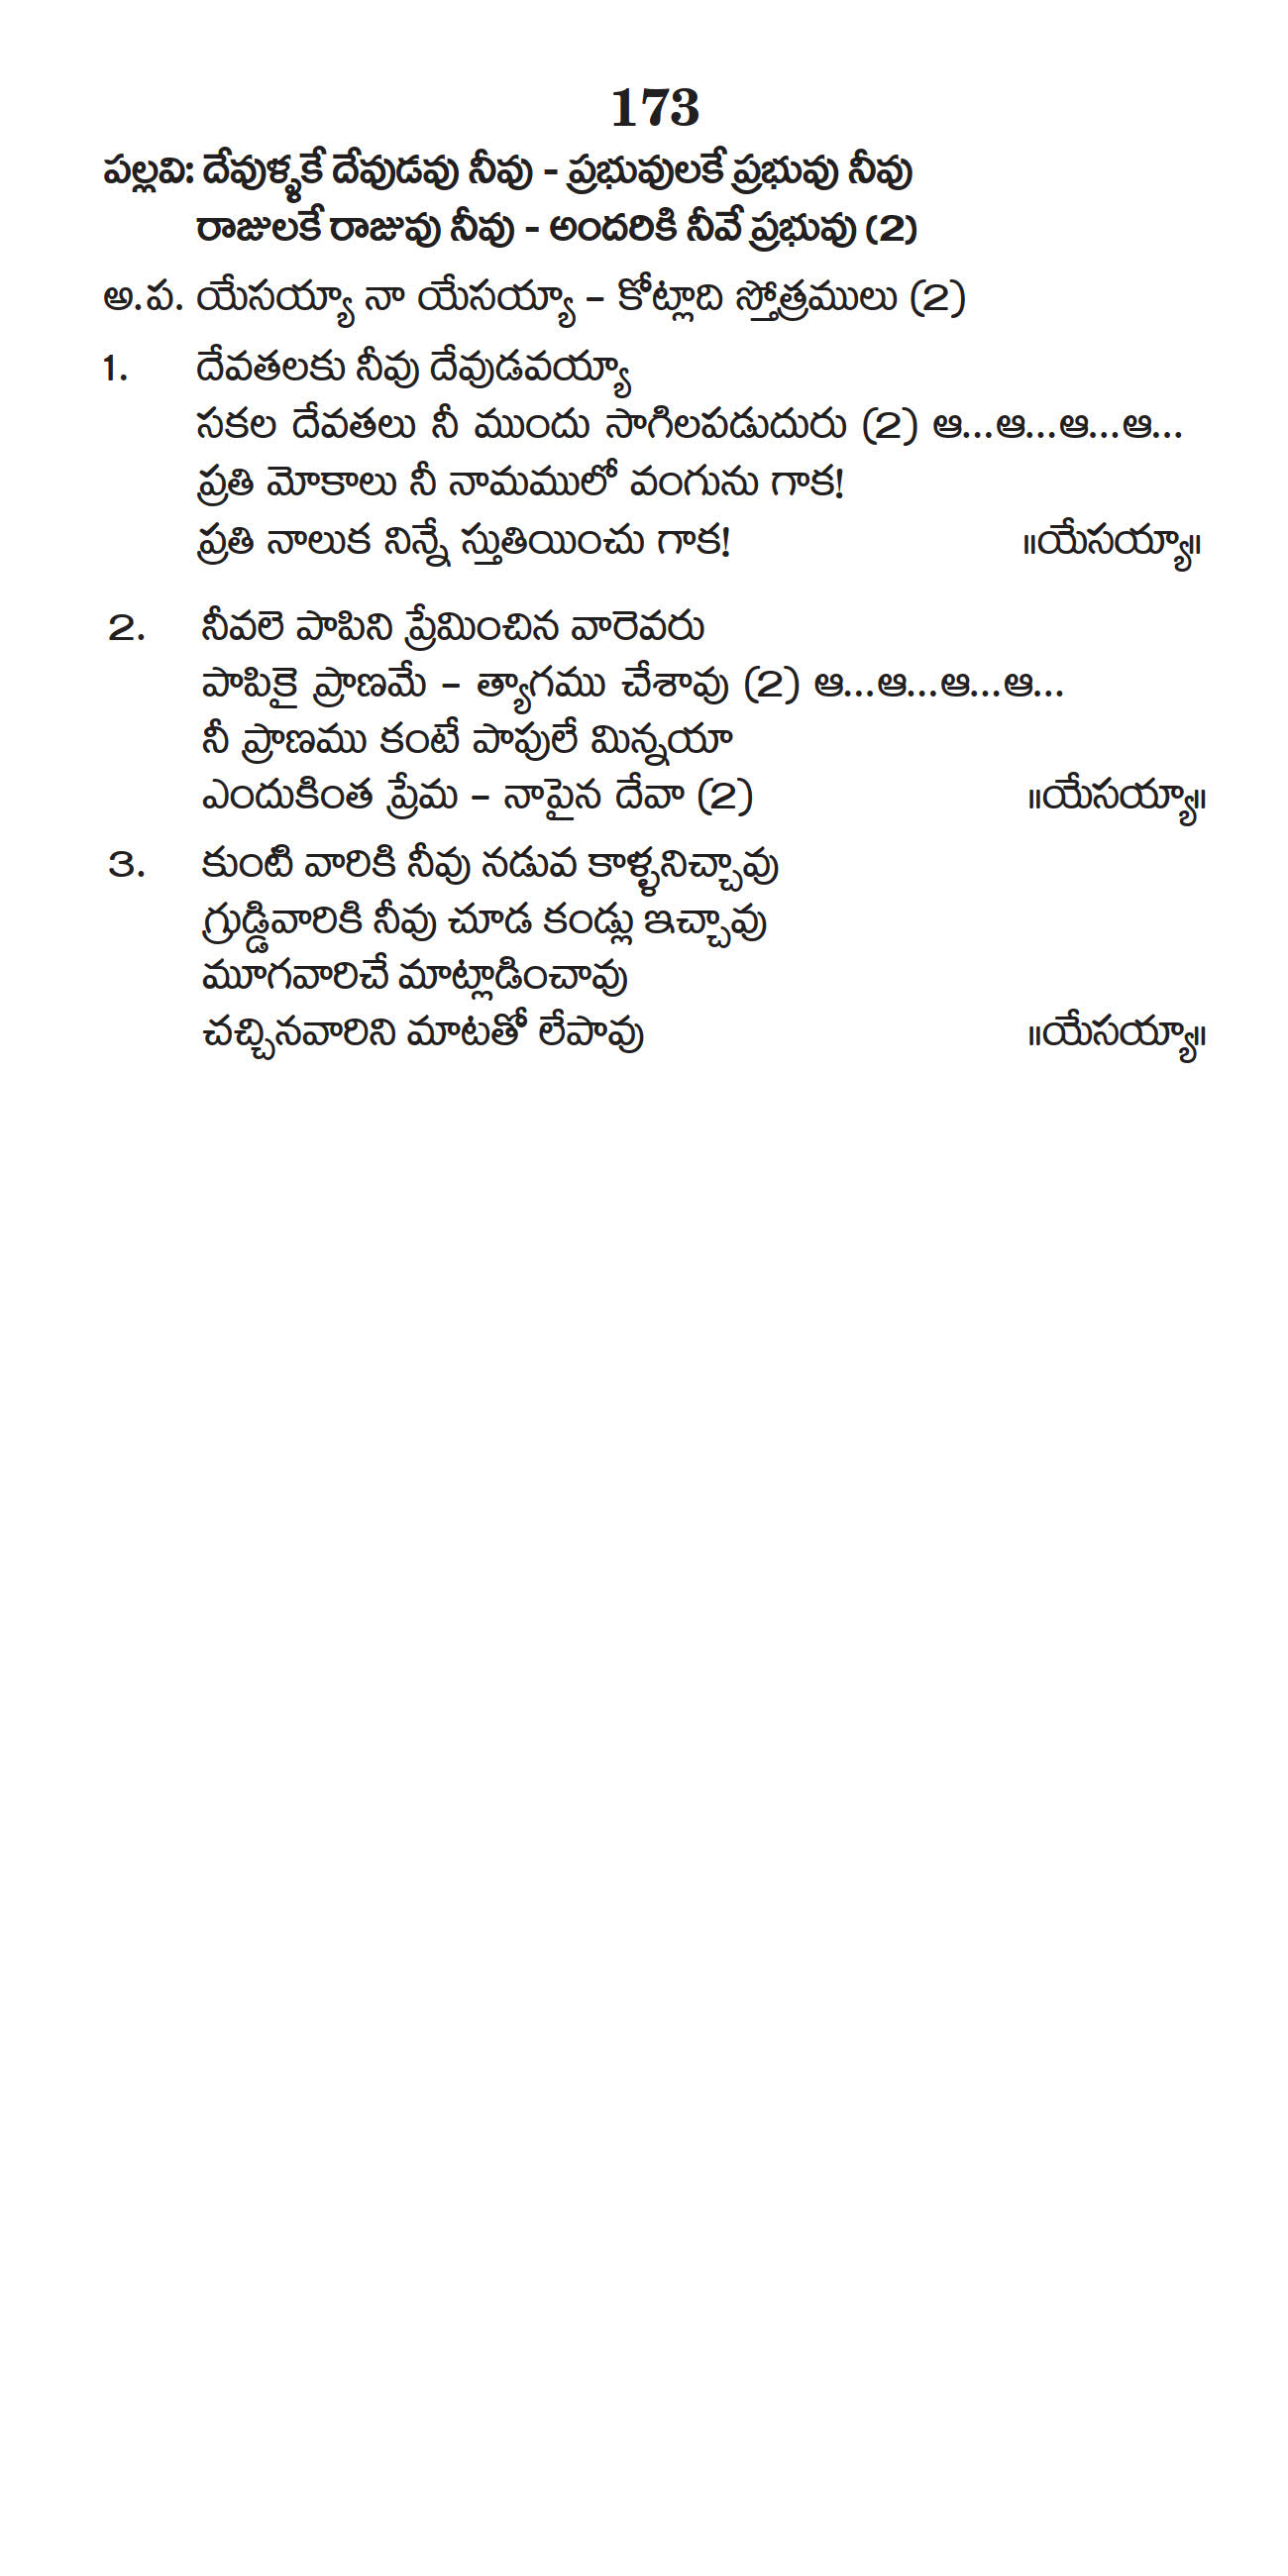 173
పల్లవి: దేవుళ్ళకే దేవుడవు నీవు - ప్రభువులకే ప్రభువు నీవు
రాజులకే రాజువు నీవు - అందరికి నీవే ప్రభువు (2)
అ.ప. యేసయ్యా నా యేసయ్యా – కోట్లాది స్తోత్రములు (2)
1. దేవతలకు నీవు దేవుడవయ్యా
సకల దేవతలు నీ ముందు సాగిలపడుదురు (2) ఆ...ఆ...ఆ...ఆ...
ప్రతి మోకాలు నీ నామములో వంగును గాక!
ప్రతి నాలుక నిన్నే స్తుతియించు గాక! ॥యేసయ్యా॥
2. నీవలె పాపిని ప్రేమించిన వారెవరు
పాపికై ప్రాణమే – త్యాగము చేశావు (2) ఆ...ఆ...ఆ...ఆ...
నీ ప్రాణము కంటే పాపులే మిన్నయా
ఎందుకింత ప్రేమ – నాపైన దేవా (2) ॥యేసయ్యా॥
3. కుంటి వారికి నీవు నడువ కాళ్ళనిచ్చావు
గ్రుడ్డివారికి నీవు చూడ కండ్లు ఇచ్చావు
మూగవారిచే మాట్లాడించావు
చచ్చినవారిని మాటతో లేపావు ॥యేసయ్యా॥